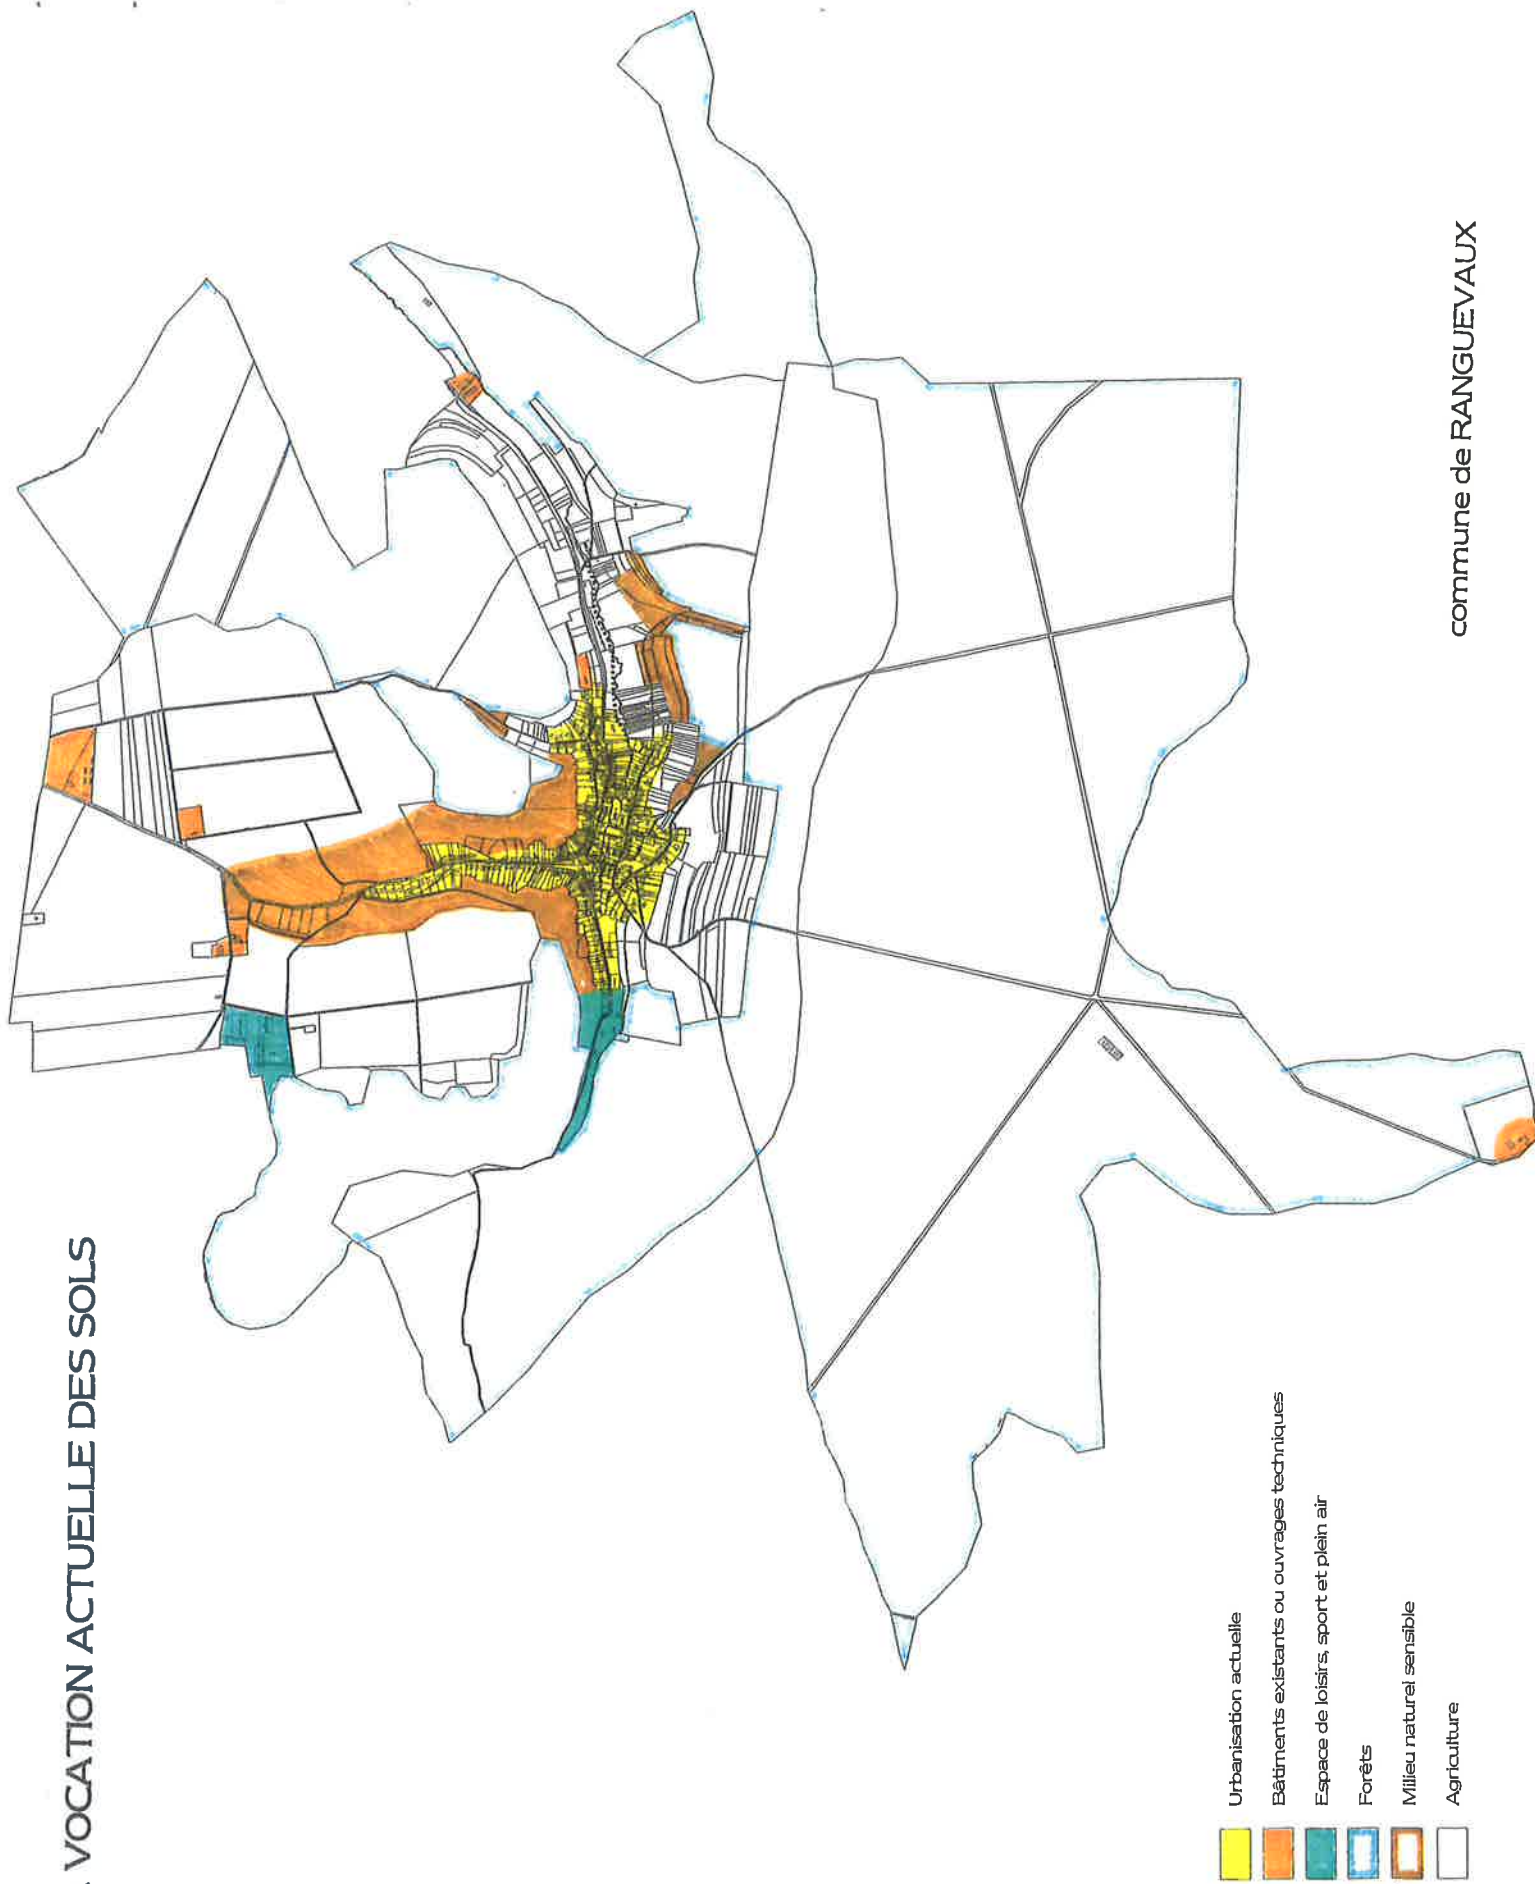 VOCATION ACTUELLE DES SOLS
commune de RANGUEVAUX
Urbanisation actuelle
Bâtiments existants ou ouvrages techniques
Espace de loisirs, sport et plein air
Forêts
Milieu naturel sensible
Agriculture